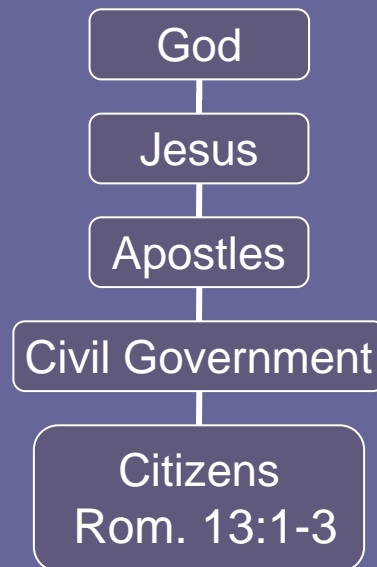 God
Jesus
Apostles
Civil Government
Citizens
Rom. 13:1-3